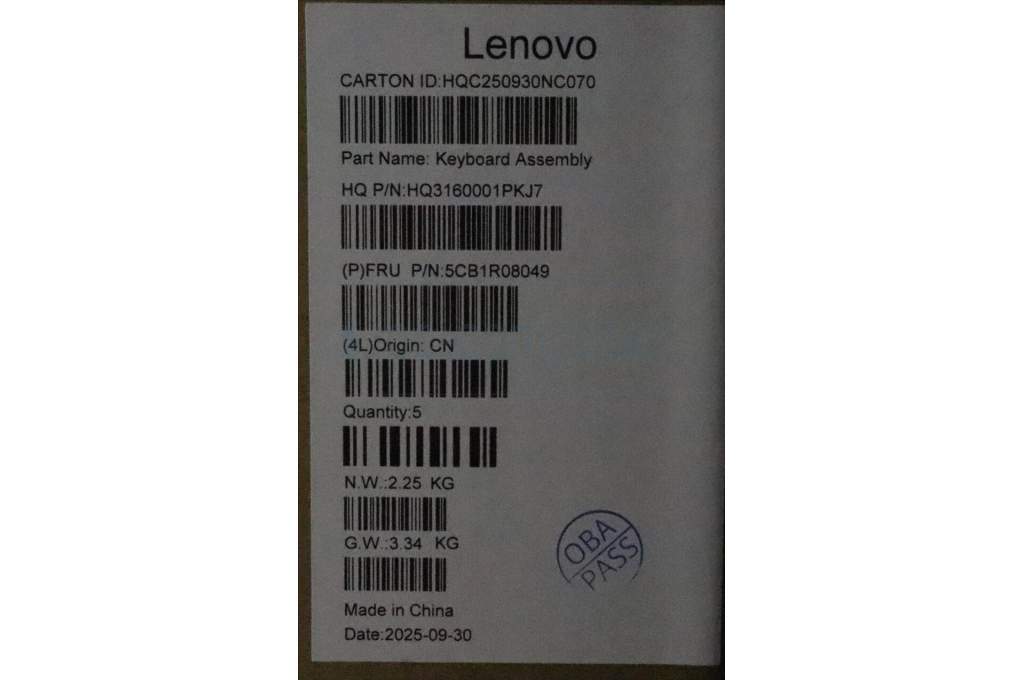 Lenovo
CARTON ID:HQC250930NC070
Part Name: Keyboard Assembly
HQ P/N:HQ3160001PKJ7
(P)FRU P/N:5CB1R08049
(4L)Origin: CN
Quantity:5
N.W.:2.25 KG
G.W.:3.34 KG
OBA
PASS
Made in China
Date:2025-09-30